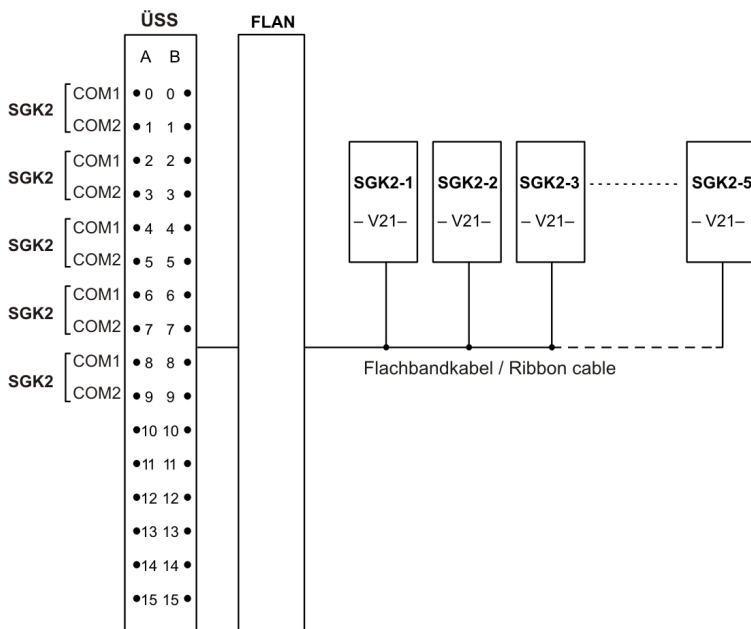 ÜSS FLAN
A B
COM1 0 0
SGK2
COM2 1 1
COM1 2 2
SGK2
COM2 3 3
COM1 4 4
SGK2
COM2 5 5
COM1 6 6
SGK2
COM2 7 7
COM1 8 8
SGK2
COM2 9 9
10 10
11 11
12 12
13 13
14 14
15 15
SGK2-1 SGK2-2 SGK2-3 SGK2-5
– V21– – V21– – V21– – V21–
Flachbandkabel / Ribbon cable